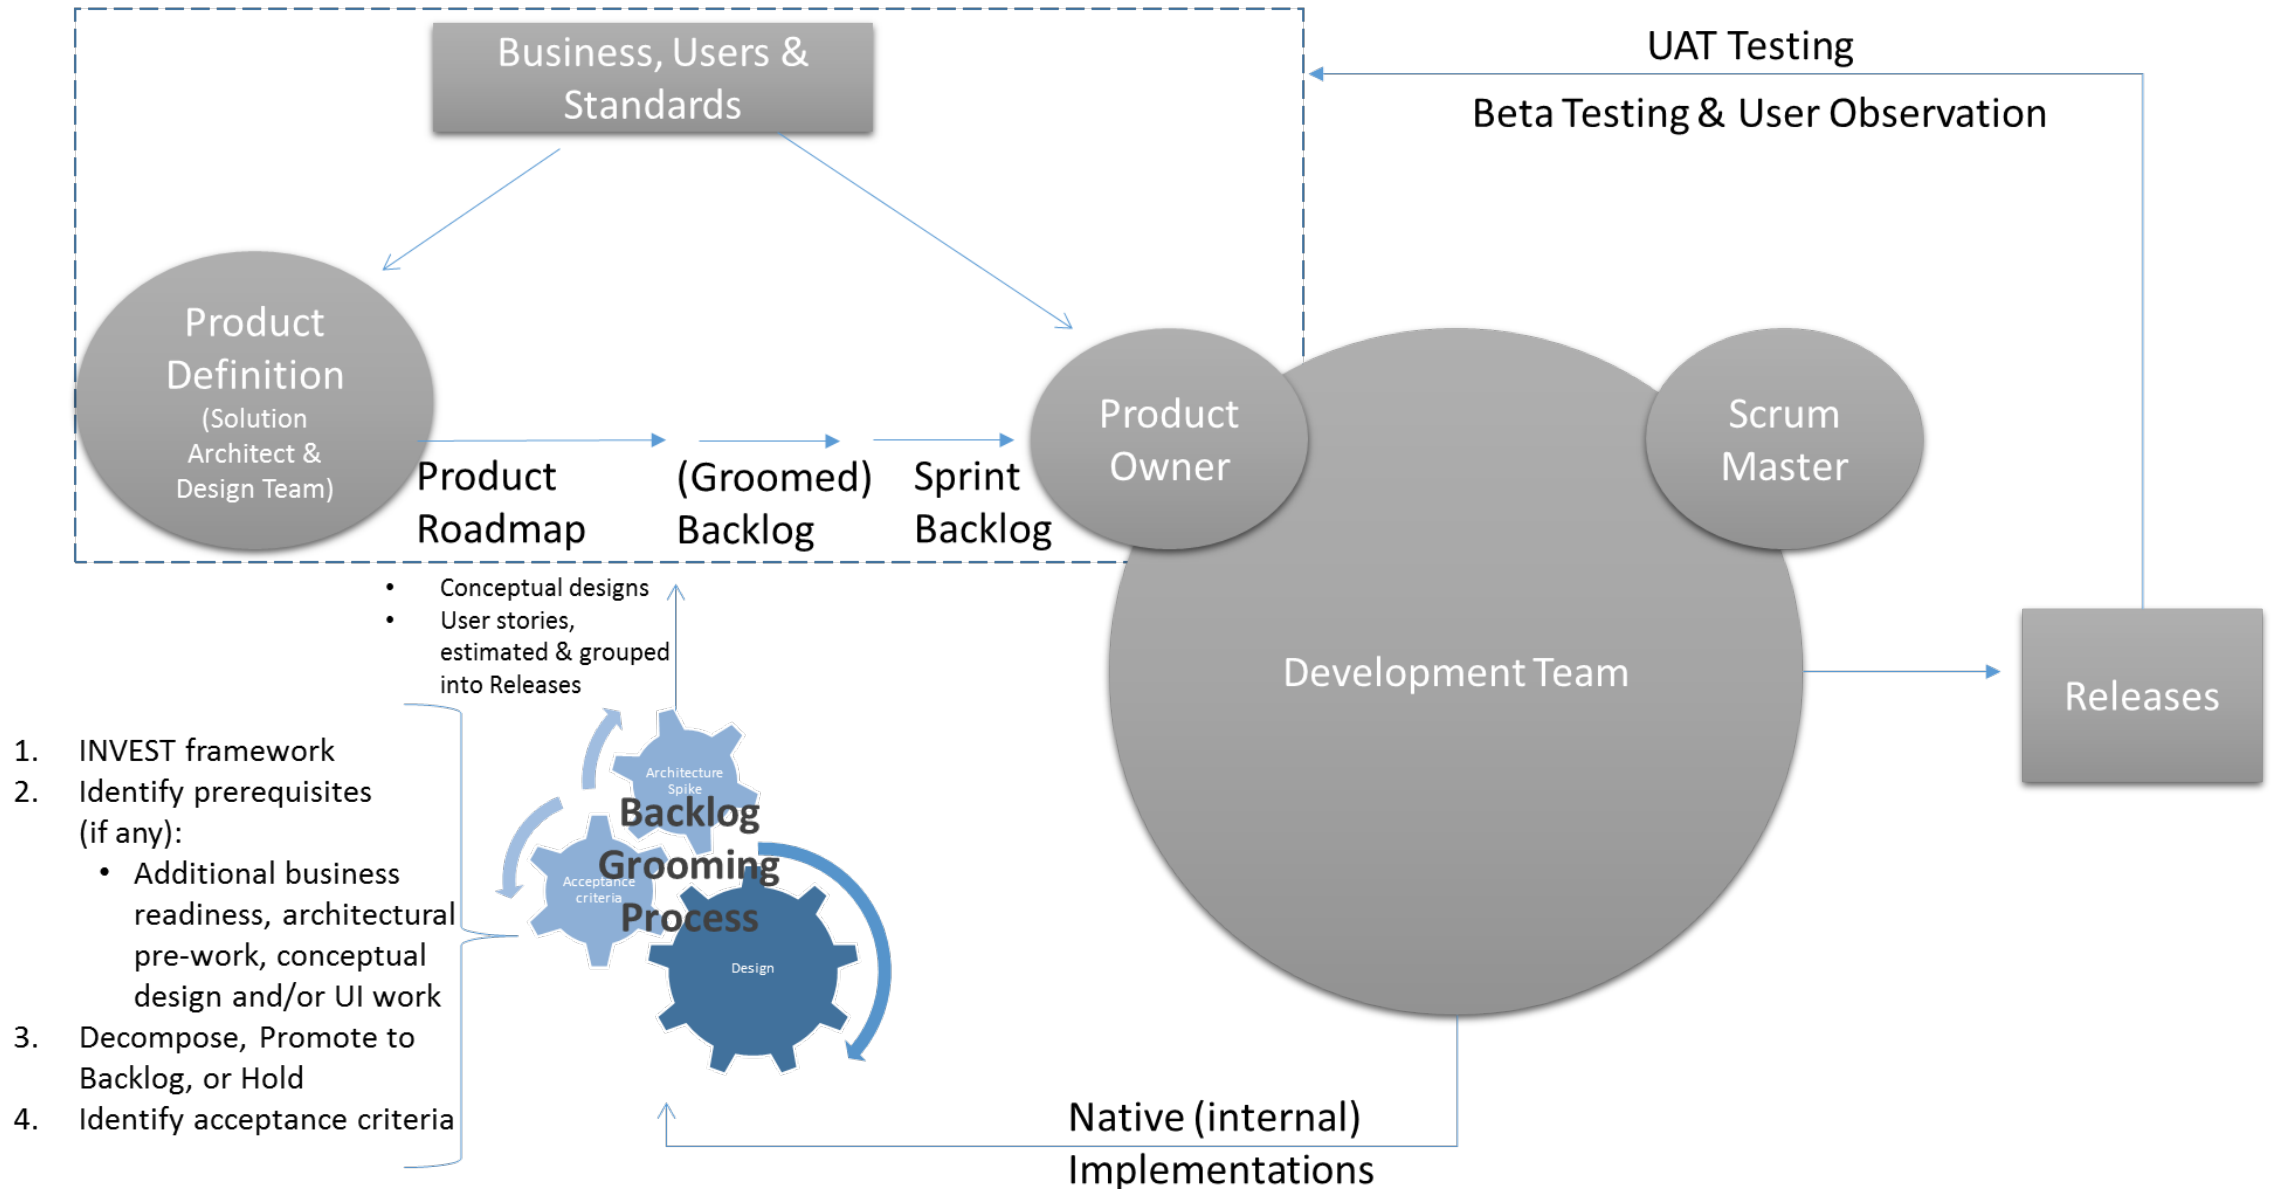 Business, Users &
Standards
UAT Testing
Beta Testing & User Observation
Product
Definition
(Solution
Architect &
Design Team)
Product
Roadmap
(Groomed)
Backlog
Sprint
Backlog
Product
Owner
Scrum
Master
Development Team
Releases
• Conceptual designs
• User stories,
estimated & grouped
into Releases
1. INVEST framework
2. Identify prerequisites
(if any):
• Additional business
readiness, architectural
pre-work, conceptual
design and/or UI work
3. Decompose, Promote to
Backlog, or Hold
4. Identify acceptance criteria
Architecture
Spike
Backlog
Grooming
Process
Acceptance
criteria
Design
Native (internal)
Implementations